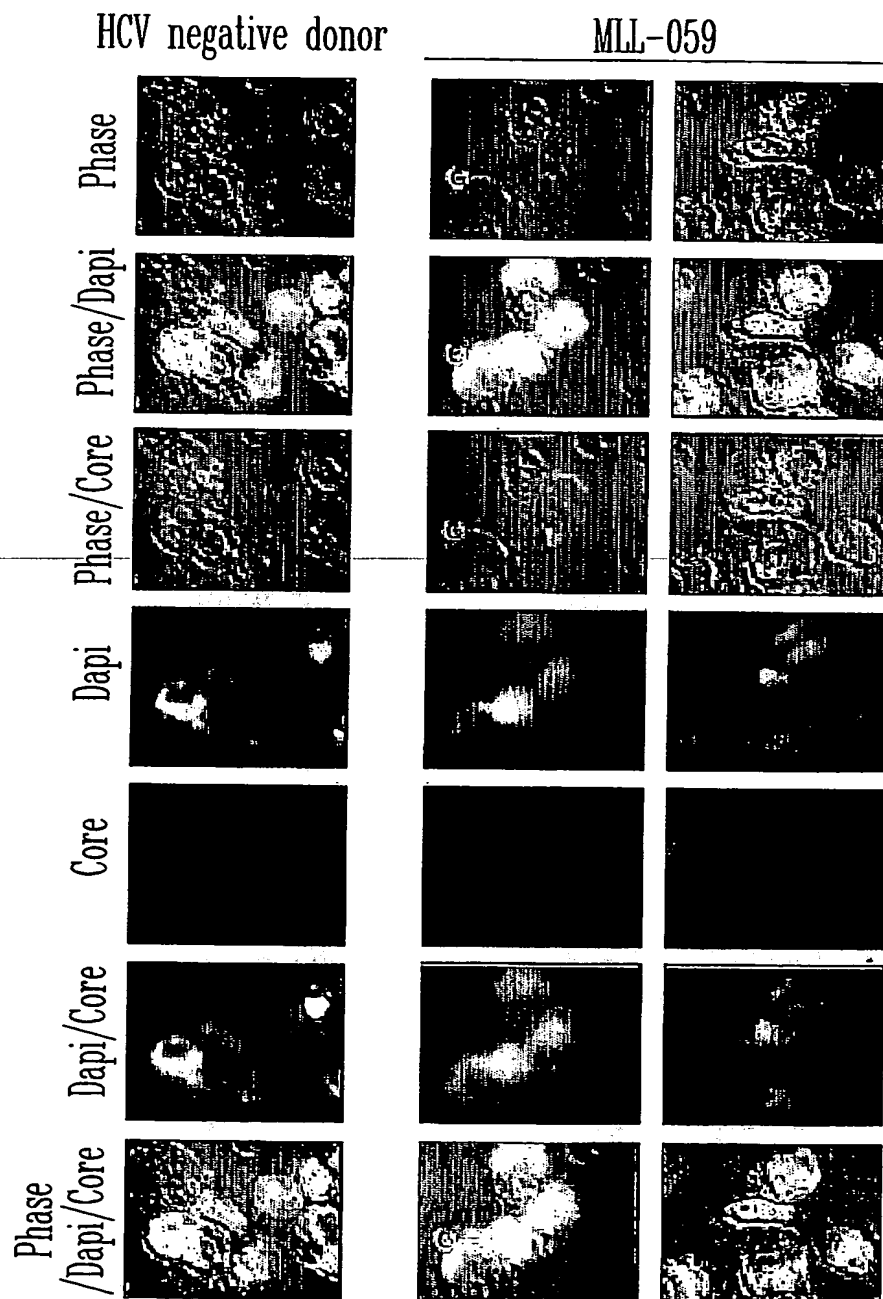 HCV negative donor
MLL-059
Phase
Phase/Dapi
Phase/Core
Dapi
Core
Dapi/Core
Phase
/Dapi/Core